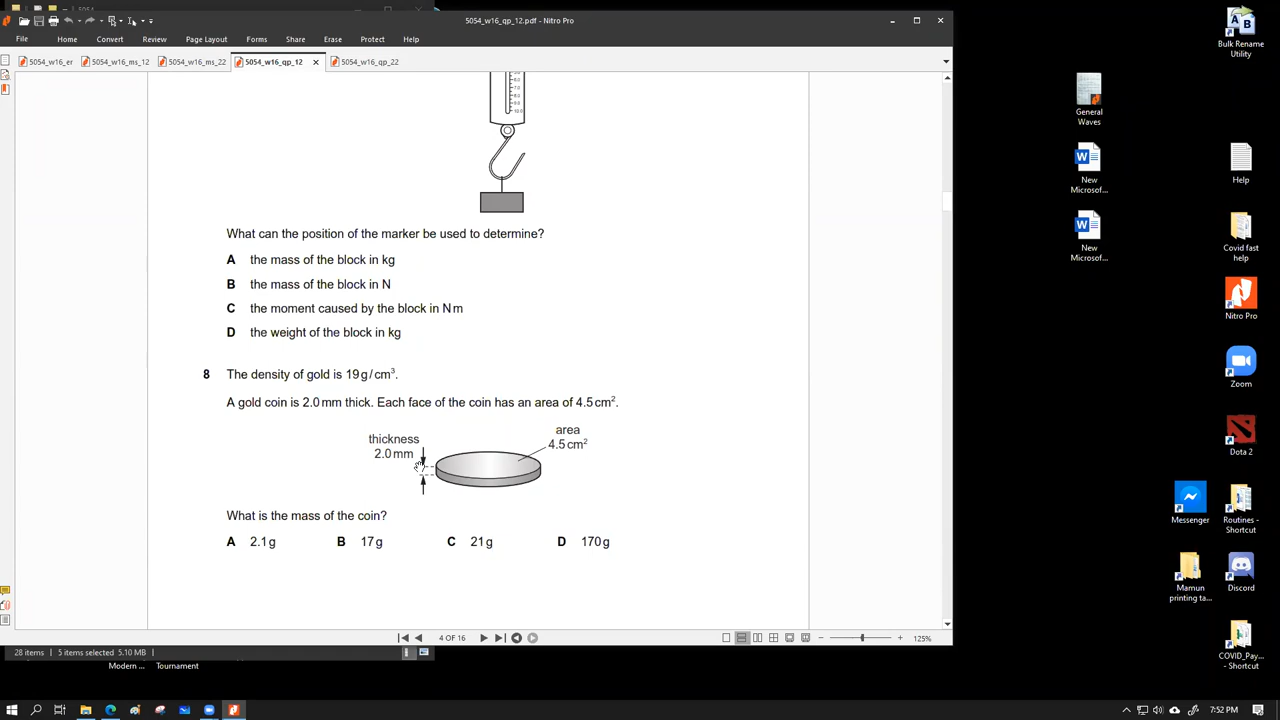 5054_w16_qp_12.pdf - Nitro Pro
File Home Convert Review Page Layout Forms Share Erase Protect Help
5054_w16_er 5054_w16_ms_12 5054_w16_ms_22 5054_w16_qp_12 5054_w16_qp_22
What can the position of the marker be used to determine?
A the mass of the block in kg
B the mass of the block in N
C the moment caused by the block in N m
D the weight of the block in kg
8 The density of gold is 19 g / cm³.
A gold coin is 2.0 mm thick. Each face of the coin has an area of 4.5 cm².
thickness
2.0 mm
area
4.5 cm²
What is the mass of the coin?
A 2.1 g B 17 g C 21 g D 170 g
4 OF 16
125%
28 items 5 items selected 5.10 MB
Modern ... Tournament
Bulk Rename
Utility
General
Waves
New
Microsof...
Help
New
Microsof...
Covid fast
help
Nitro Pro
Zoom
Dota 2
Messenger
Routines -
Shortcut
Mamun
printing ta...
Discord
COVID_Pay...
- Shortcut
7:52 PM